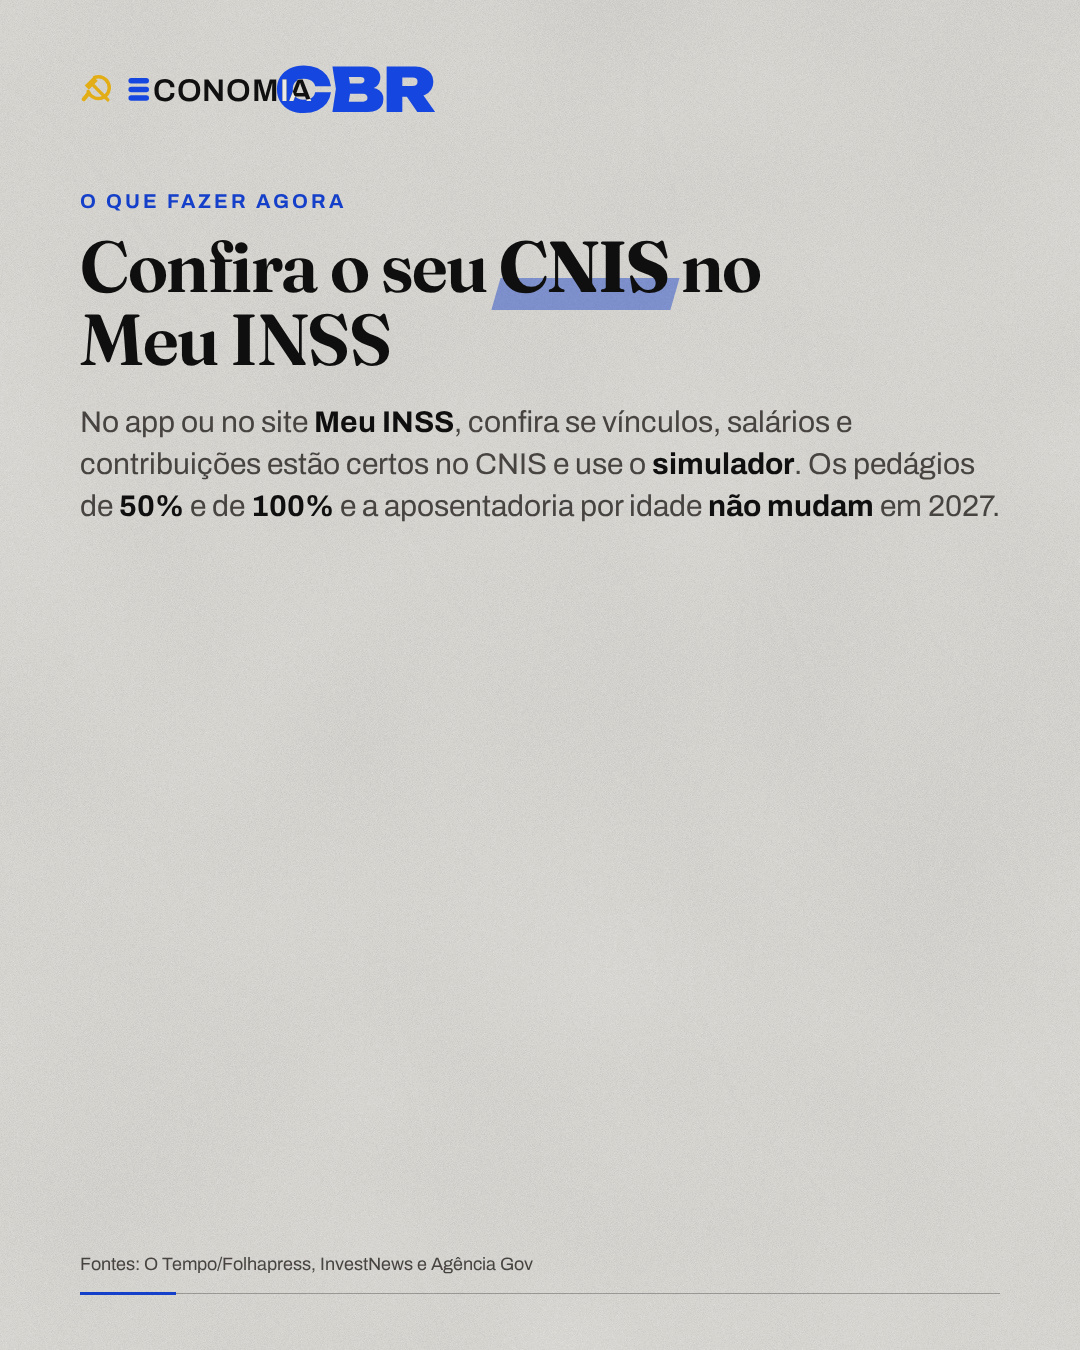 ECONOMIA CBR
O QUE FAZER AGORA
Confira o seu CNIS no
Meu INSS
No app ou no site Meu INSS, confira se vínculos, salários e
contribuições estão certos no CNIS e use o simulador. Os pedágios
de 50% e de 100% e a aposentadoria por idade não mudam em 2027.
Fontes: O Tempo/Folhapress, InvestNews e Agência Gov